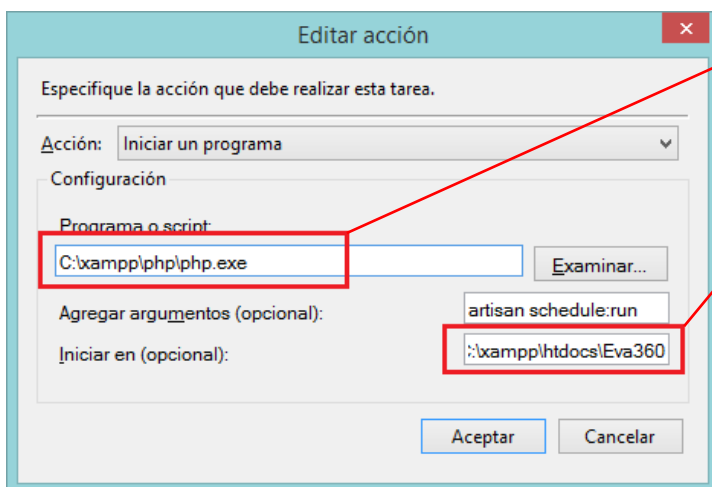 Editar acción
Especifique la acción que debe realizar esta tarea.
Acción: Iniciar un programa
Configuración
Programa o script:
C:\xampp\php\php.exe
Examinar...
Agregar argumentos (opcional): artisan schedule:run
Iniciar en (opcional): :\xampp\htdocs\Eva360
Aceptar Cancelar